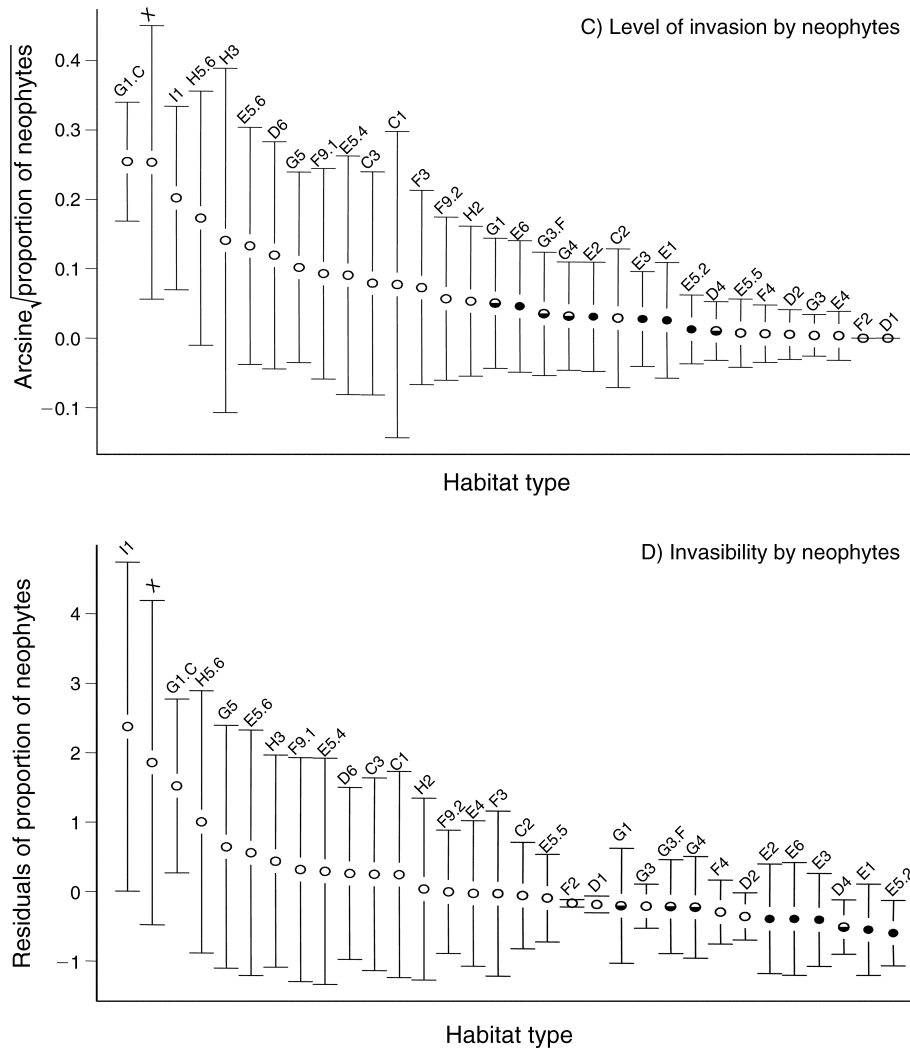 C) Level of invasion by neophytes
Arcsine√proportion of neophytes
0.4
0.3
0.2
0.1
0.0
−0.1
G1.C
X
I1
H5.6
H3
E5.6
D6
G5
F9.1
E5.4
C3
C1
F3
F9.2
H2
G1
E6
G3.F
G4
E2
C2
E3
E1
E5.2
D4
E5.5
F4
D2
G3
E4
F2
D1
Habitat type
D) Invasibility by neophytes
Residuals of proportion of neophytes
4
3
2
1
0
−1
I1
X
G1.C
H5.6
G5
E5.6
H3
F9.1
E5.4
D6
C3
C1
H2
F9.2
E4
F3
C2
E5.5
F2
D1
G1
G3
G3.F
G4
F4
D2
E2
E6
E3
D4
E1
E5.2
Habitat type